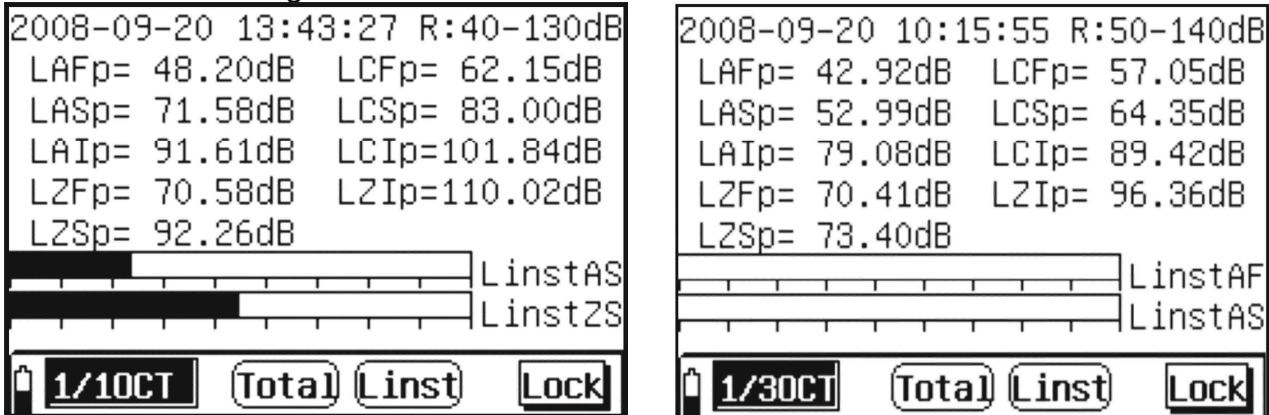 2008-09-20 13:43:27 R:40-130dB
LAFp= 48.20dB LCFp= 62.15dB
LASp= 71.58dB LCSp= 83.00dB
LAIp= 91.61dB LCIp=101.84dB
LZFp= 70.58dB LZIp=110.02dB
LZSp= 92.26dB
LinstAS
LinstZS
1/1OCT Total Linst Lock
2008-09-20 10:15:55 R:50-140dB
LAFp= 42.92dB LCFp= 57.05dB
LASp= 52.99dB LCSp= 64.35dB
LAIp= 79.08dB LCIp= 89.42dB
LZFp= 70.41dB LZIp= 96.36dB
LZSp= 73.40dB
LinstAF
LinstAS
1/3OCT Total Linst Lock